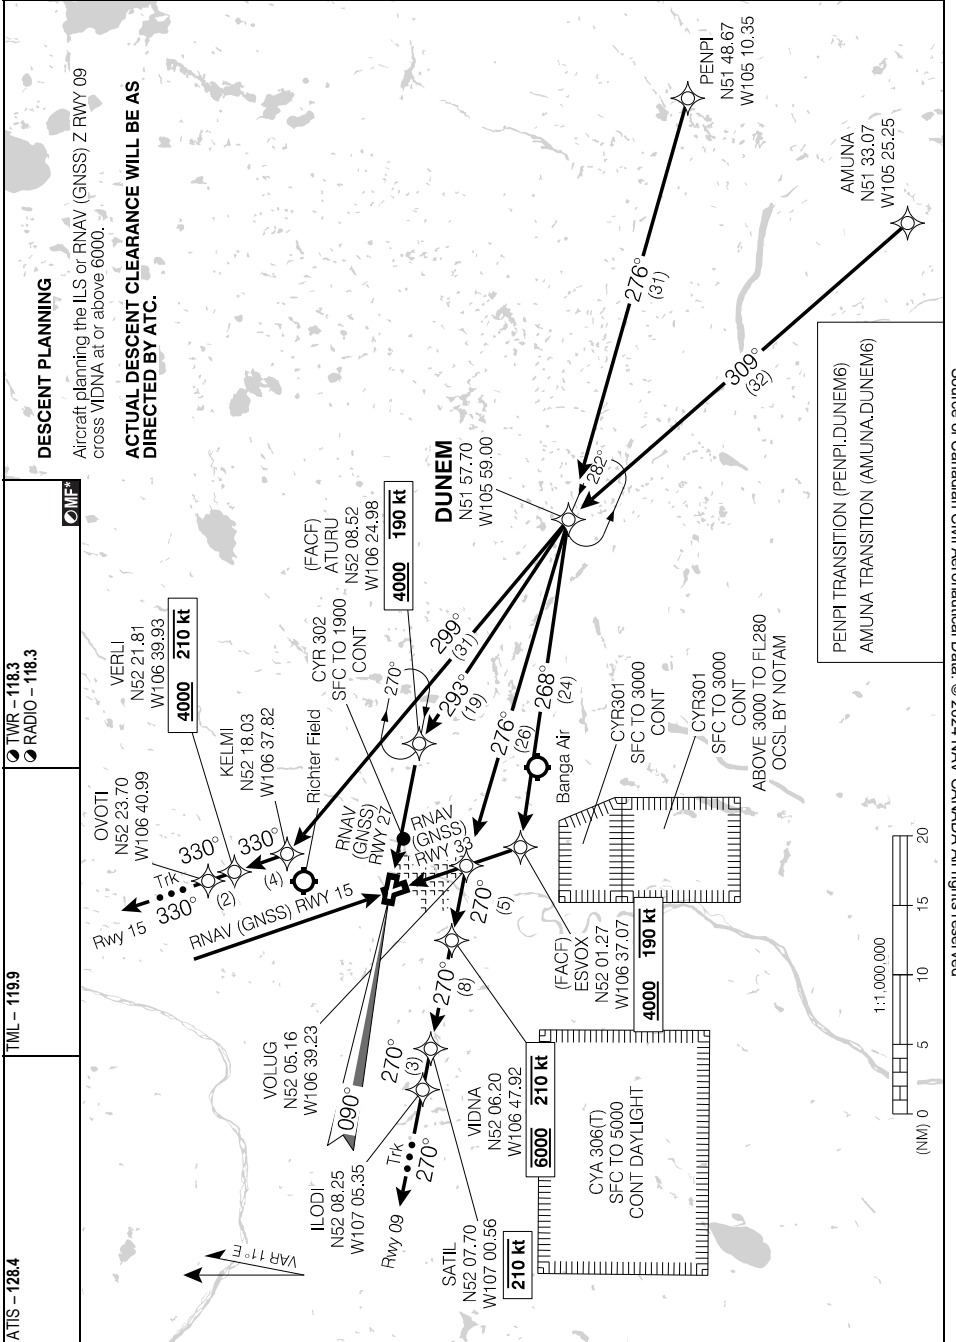 ATIS – 128.4
TML – 119.9
TWR – 118.3
RADIO – 118.3
MF*
DESCENT PLANNING
Aircraft planning the ILS or RNAV (GNSS) Z RWY 09
cross VIDNA at or above 6000.
ACTUAL DESCENT CLEARANCE WILL BE AS
DIRECTED BY ATC.
VAR 11° E
OVOTI
N52 23.70
W106 40.99
VERLI
N52 21.81
W106 39.93
4000 210 kt
KELMI
N52 18.03
W106 37.82
Richter Field
Rwy 15
Trk
330°
330°
(2)
330°
(4)
RNAV (GNSS) RWY 15
CYR 302
SFC TO 1900
CONT
(FACF)
ATURU
N52 08.52
W106 24.98
4000 190 kt
270°
RNAV
(GNSS)
RWY 27
RNAV
(GNSS)
RWY 33
DUNEM
N51 57.70
W105 59.00
282°
299°
(31)
293°
(19)
276°
(26)
268°
(24)
PENPI
N51 48.67
W105 10.35
276°
(31)
AMUNA
N51 33.07
W105 25.25
309°
(32)
VOLUG
N52 05.16
W106 39.23
090°
ILODI
N52 08.25
W107 05.35
Rwy 09
Trk
270°
270°
(3)
270°
(8)
270°
(5)
SATIL
N52 07.70
W107 00.56
210 kt
VIDNA
N52 06.20
W106 47.92
6000 210 kt
(FACF)
ESVOX
N52 01.27
W106 37.07
4000 190 kt
Banga Air
CYR301
SFC TO 3000
CONT
CYR301
SFC TO 3000
CONT
ABOVE 3000 TO FL280
OCSL BY NOTAM
CYA 306(T)
SFC TO 5000
CONT DAYLIGHT
PENPI TRANSITION (PENPI.DUNEM6)
AMUNA TRANSITION (AMUNA.DUNEM6)
1:1,000,000
(NM) 0 5 10 15 20
Source of Canadian Civil Aeronautical Data: © 2024 NAV CANADA All rights reserved